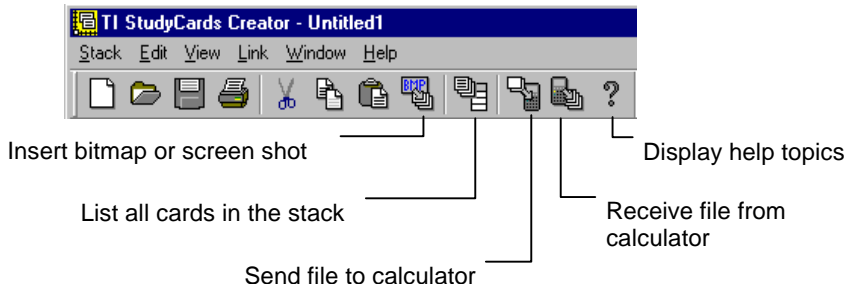 TI StudyCards Creator - Untitled1
Stack Edit View Link Window Help
BMP
?
Insert bitmap or screen shot
Display help topics
List all cards in the stack
Receive file from
calculator
Send file to calculator